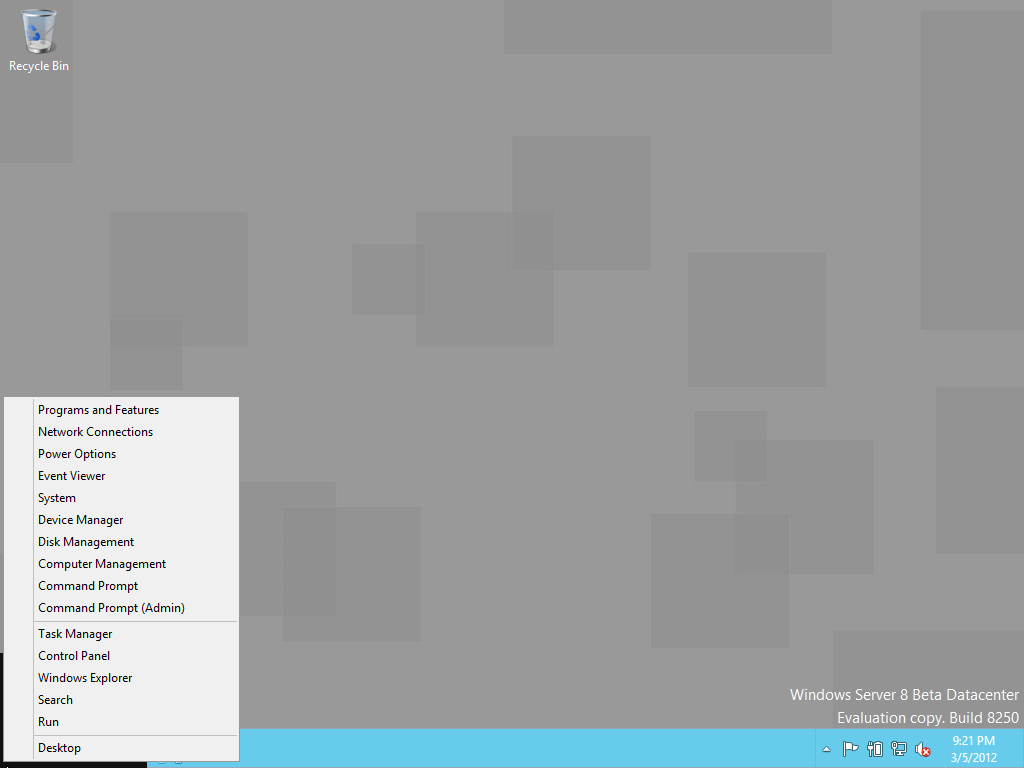 Recycle Bin
Programs and Features
Network Connections
Power Options
Event Viewer
System
Device Manager
Disk Management
Computer Management
Command Prompt
Command Prompt (Admin)
Task Manager
Control Panel
Windows Explorer
Search
Run
Desktop
Windows Server 8 Beta Datacenter
Evaluation copy. Build 8250
9:21 PM
3/5/2012